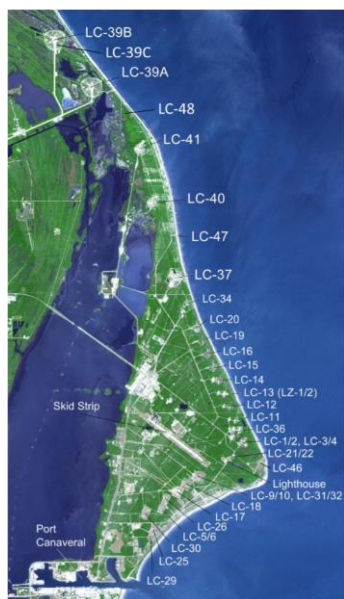 LC-39B
LC-39C
LC-39A
LC-48
LC-41
LC-40
LC-47
LC-37
LC-34
LC-20
LC-19
LC-16
LC-15
LC-14
LC-13 (LZ-1/2)
LC-12
LC-11
LC-36
Skid Strip
LC-1/2, LC-3/4
LC-21/22
LC-46
Lighthouse
LC-9/10, LC-31/32
LC-18
LC-17
LC-26
LC-5/6
LC-30
LC-25
LC-29
Port
Canaveral